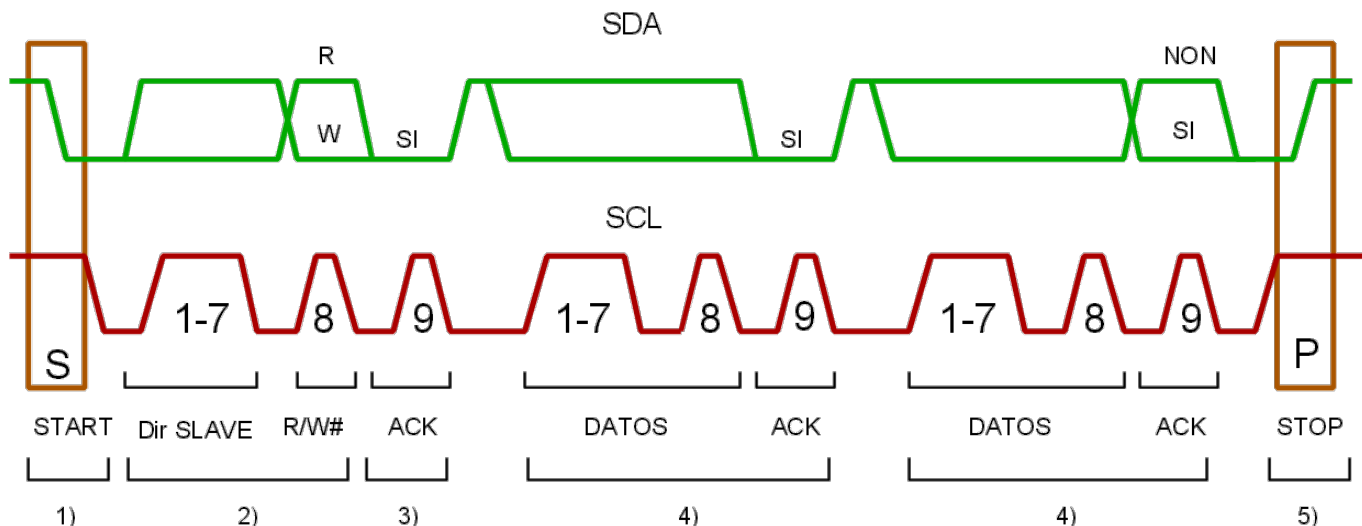 SDA
R NON
W SI SI SI
SCL
1-7 8 9 1-7 8 9 1-7 8 9
S P
START Dir SLAVE R/W# ACK DATOS ACK DATOS ACK STOP
1) 2) 3) 4) 4) 5)